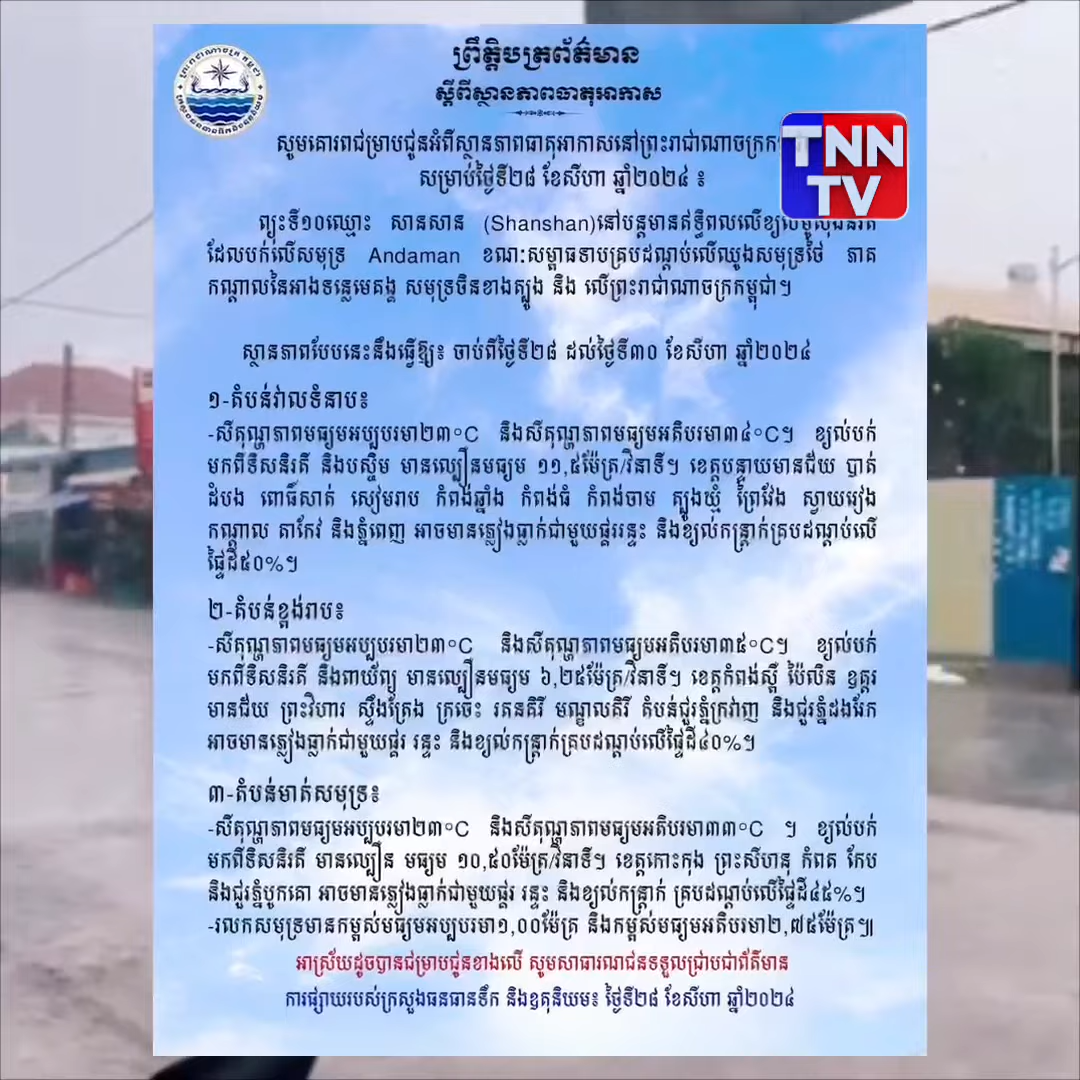 ព្រឹត្តិបត្រព័ត៌មាន
ស្តីពីស្ថានភាពធាតុអាកាស
TNN
TV
សូមគោរពជម្រាបជូនអំពីស្ថានភាពធាតុអាកាសនៅព្រះរាជាណាចក្រ
សម្រាប់ថ្ងៃទី២៨ ខែសីហា ឆ្នាំ២០២៤ ៖
ព្យុះទី១០ឈ្មោះ សានសាន (Shanshan)នៅបន្តមានឥទ្ធិពលលើ
ដែលបក់លើសមុទ្រ Andaman ខណៈសម្ពាធទាបគ្របដណ្តប់លើឈូងសមុទ្រថៃ ភាគ
កណ្តាលនៃអាងទន្លេមេគង្គ សមុទ្រចិនខាងត្បូង និង លើព្រះរាជាណាចក្រកម្ពុជា។
ស្ថានភាពបែបនេះនឹងធ្វើឱ្យ៖ ចាប់ពីថ្ងៃទី២៨ ដល់ថ្ងៃទី៣០ ខែសីហា ឆ្នាំ២០២៤
១-តំបន់វាលទំនាប៖
-សីតុណ្ហភាពមធ្យមអប្បបរមា២៣°C និងសីតុណ្ហភាពមធ្យមអតិបរមា៣៤°C។ ខ្យល់បក់
មកពីទិសនិរតី និងបស្ចិម មានល្បឿនមធ្យម ១១,៥ម៉ែត្រ/វិនាទី។ ខេត្តបន្ទាយមានជ័យ បាត់
ដំបង ពោធិ៍សាត់ សៀមរាប កំពង់ឆ្នាំង កំពង់ធំ កំពង់ចាម ត្បូងឃ្មុំ ព្រៃវែង ស្វាយរៀង
កណ្តាល តាកែវ និងភ្នំពេញ អាចមានភ្លៀងធ្លាក់ជាមួយផ្គររន្ទះ និងខ្យល់កន្ត្រាក់គ្របដណ្តប់លើ
ផ្ទៃដី៥០%។
២-តំបន់ខ្ពង់រាប៖
-សីតុណ្ហភាពមធ្យមអប្បបរមា២៣°C និងសីតុណ្ហភាពមធ្យមអតិបរមា៣៥°C។ ខ្យល់បក់
មកពីទិសនិរតី និងពាយ័ព្យ មានល្បឿនមធ្យម ៦,២៥ម៉ែត្រ/វិនាទី។ ខេត្តកំពង់ស្ពឺ ប៉ៃលិន ឧត្តរ
មានជ័យ ព្រះវិហារ ស្ទឹងត្រែង ក្រចេះ រតនគិរី មណ្ឌលគិរី តំបន់ជួរភ្នំក្រវាញ និងជួរភ្នំដងរែក
អាចមានភ្លៀងធ្លាក់ជាមួយផ្គរ រន្ទះ និងខ្យល់កន្ត្រាក់គ្របដណ្តប់លើផ្ទៃដី៤០%។
៣-តំបន់មាត់សមុទ្រ៖
-សីតុណ្ហភាពមធ្យមអប្បបរមា២៣°C និងសីតុណ្ហភាពមធ្យមអតិបរមា៣៣°C ។ ខ្យល់បក់
មកពីទិសនិរតី មានល្បឿន មធ្យម ១០,៥០ម៉ែត្រ/វិនាទី។ ខេត្តកោះកុង ព្រះសីហនុ កំពត កែប
និងជួរភ្នំបូកគោ អាចមានភ្លៀងធ្លាក់ជាមួយផ្គរ រន្ទះ និងខ្យល់កន្ត្រាក់ គ្របដណ្តប់លើផ្ទៃដី៤៥%។
-រលកសមុទ្រមានកម្ពស់មធ្យមអប្បបរមា១,០០ម៉ែត្រ និងកម្ពស់មធ្យមអតិបរមា២,៧៥ម៉ែត្រ៕
អាស្រ័យដូចបានជម្រាបជូនខាងលើ សូមសាធារណជនទទួលជ្រាបជាព័ត៌មាន
ការផ្សាយរបស់ក្រសួងធនធានទឹក និងឧតុនិយម៖ ថ្ងៃទី២៨ ខែសីហា ឆ្នាំ២០២៤